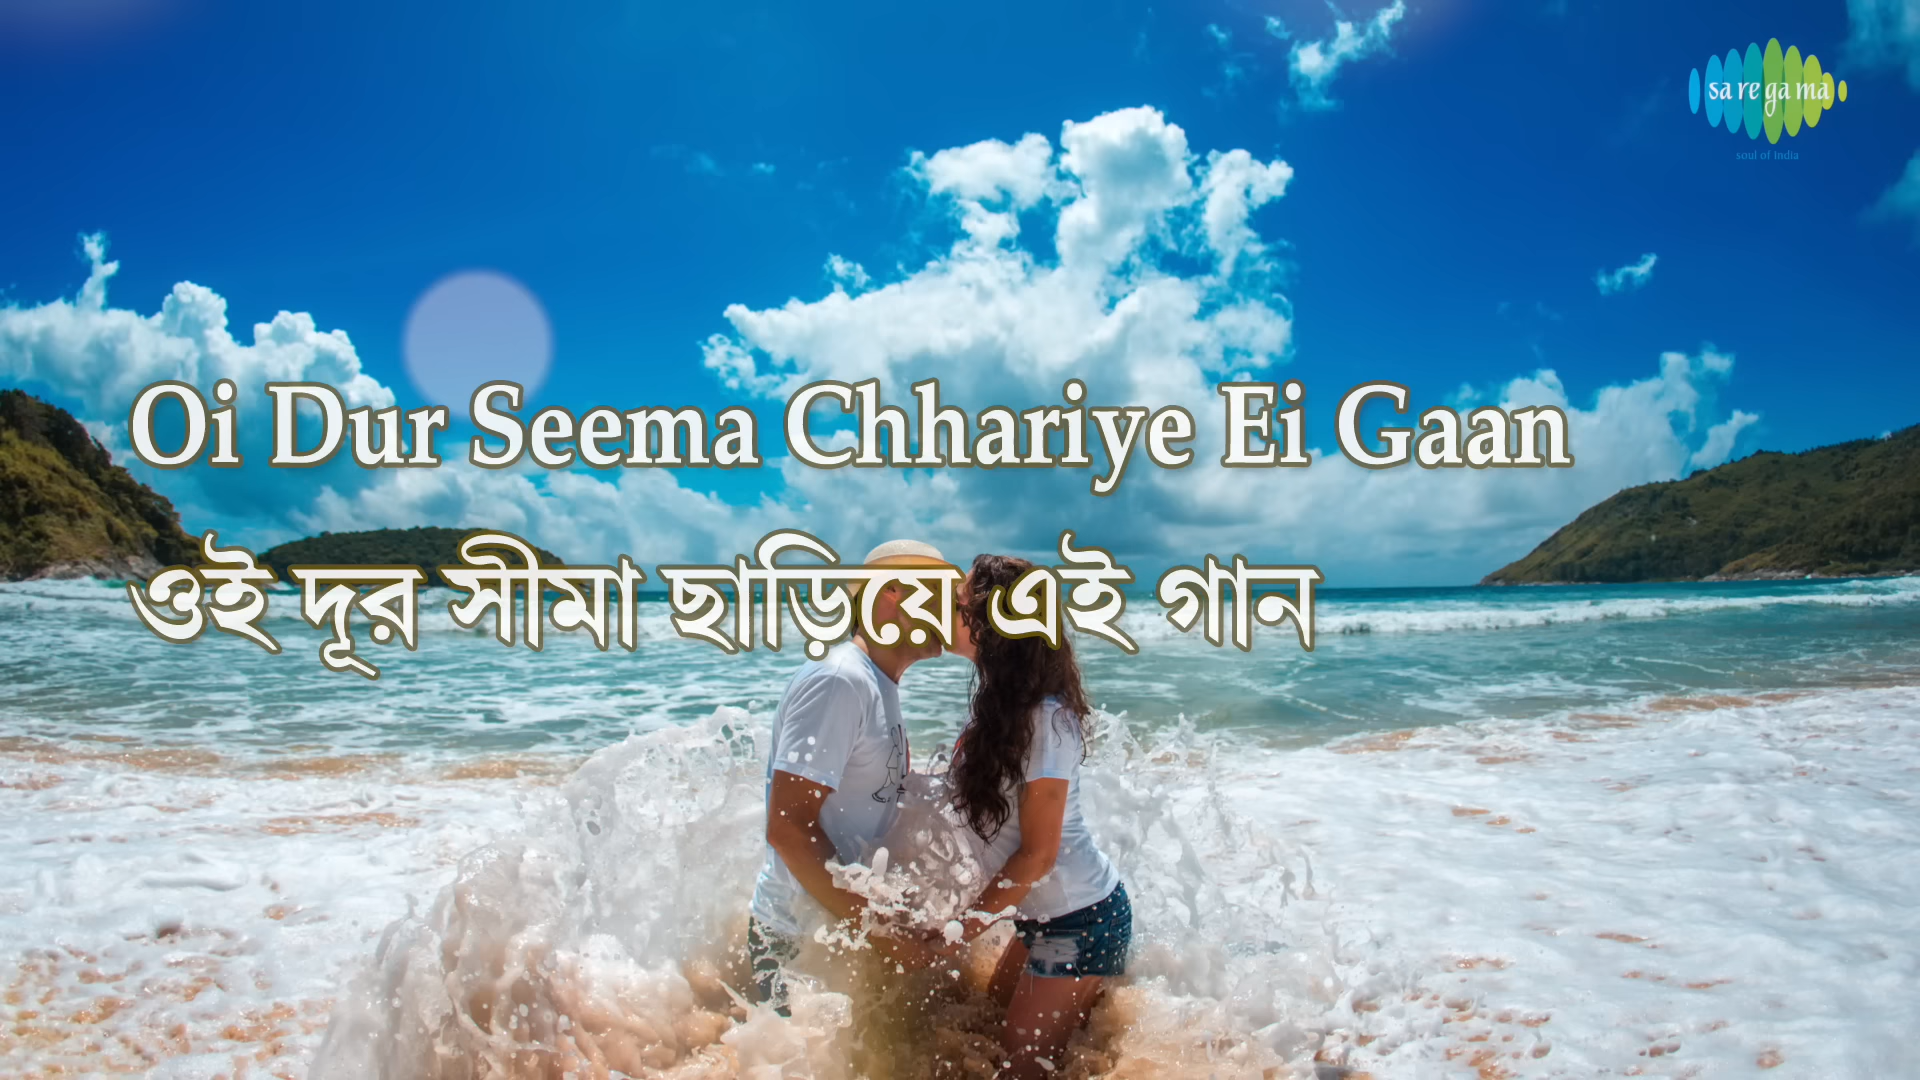 sa re ga ma
soul of India
Oi Dur Seema Chhariye Ei Gaan
ওই দূর সীমা ছাড়িয়ে এই গান